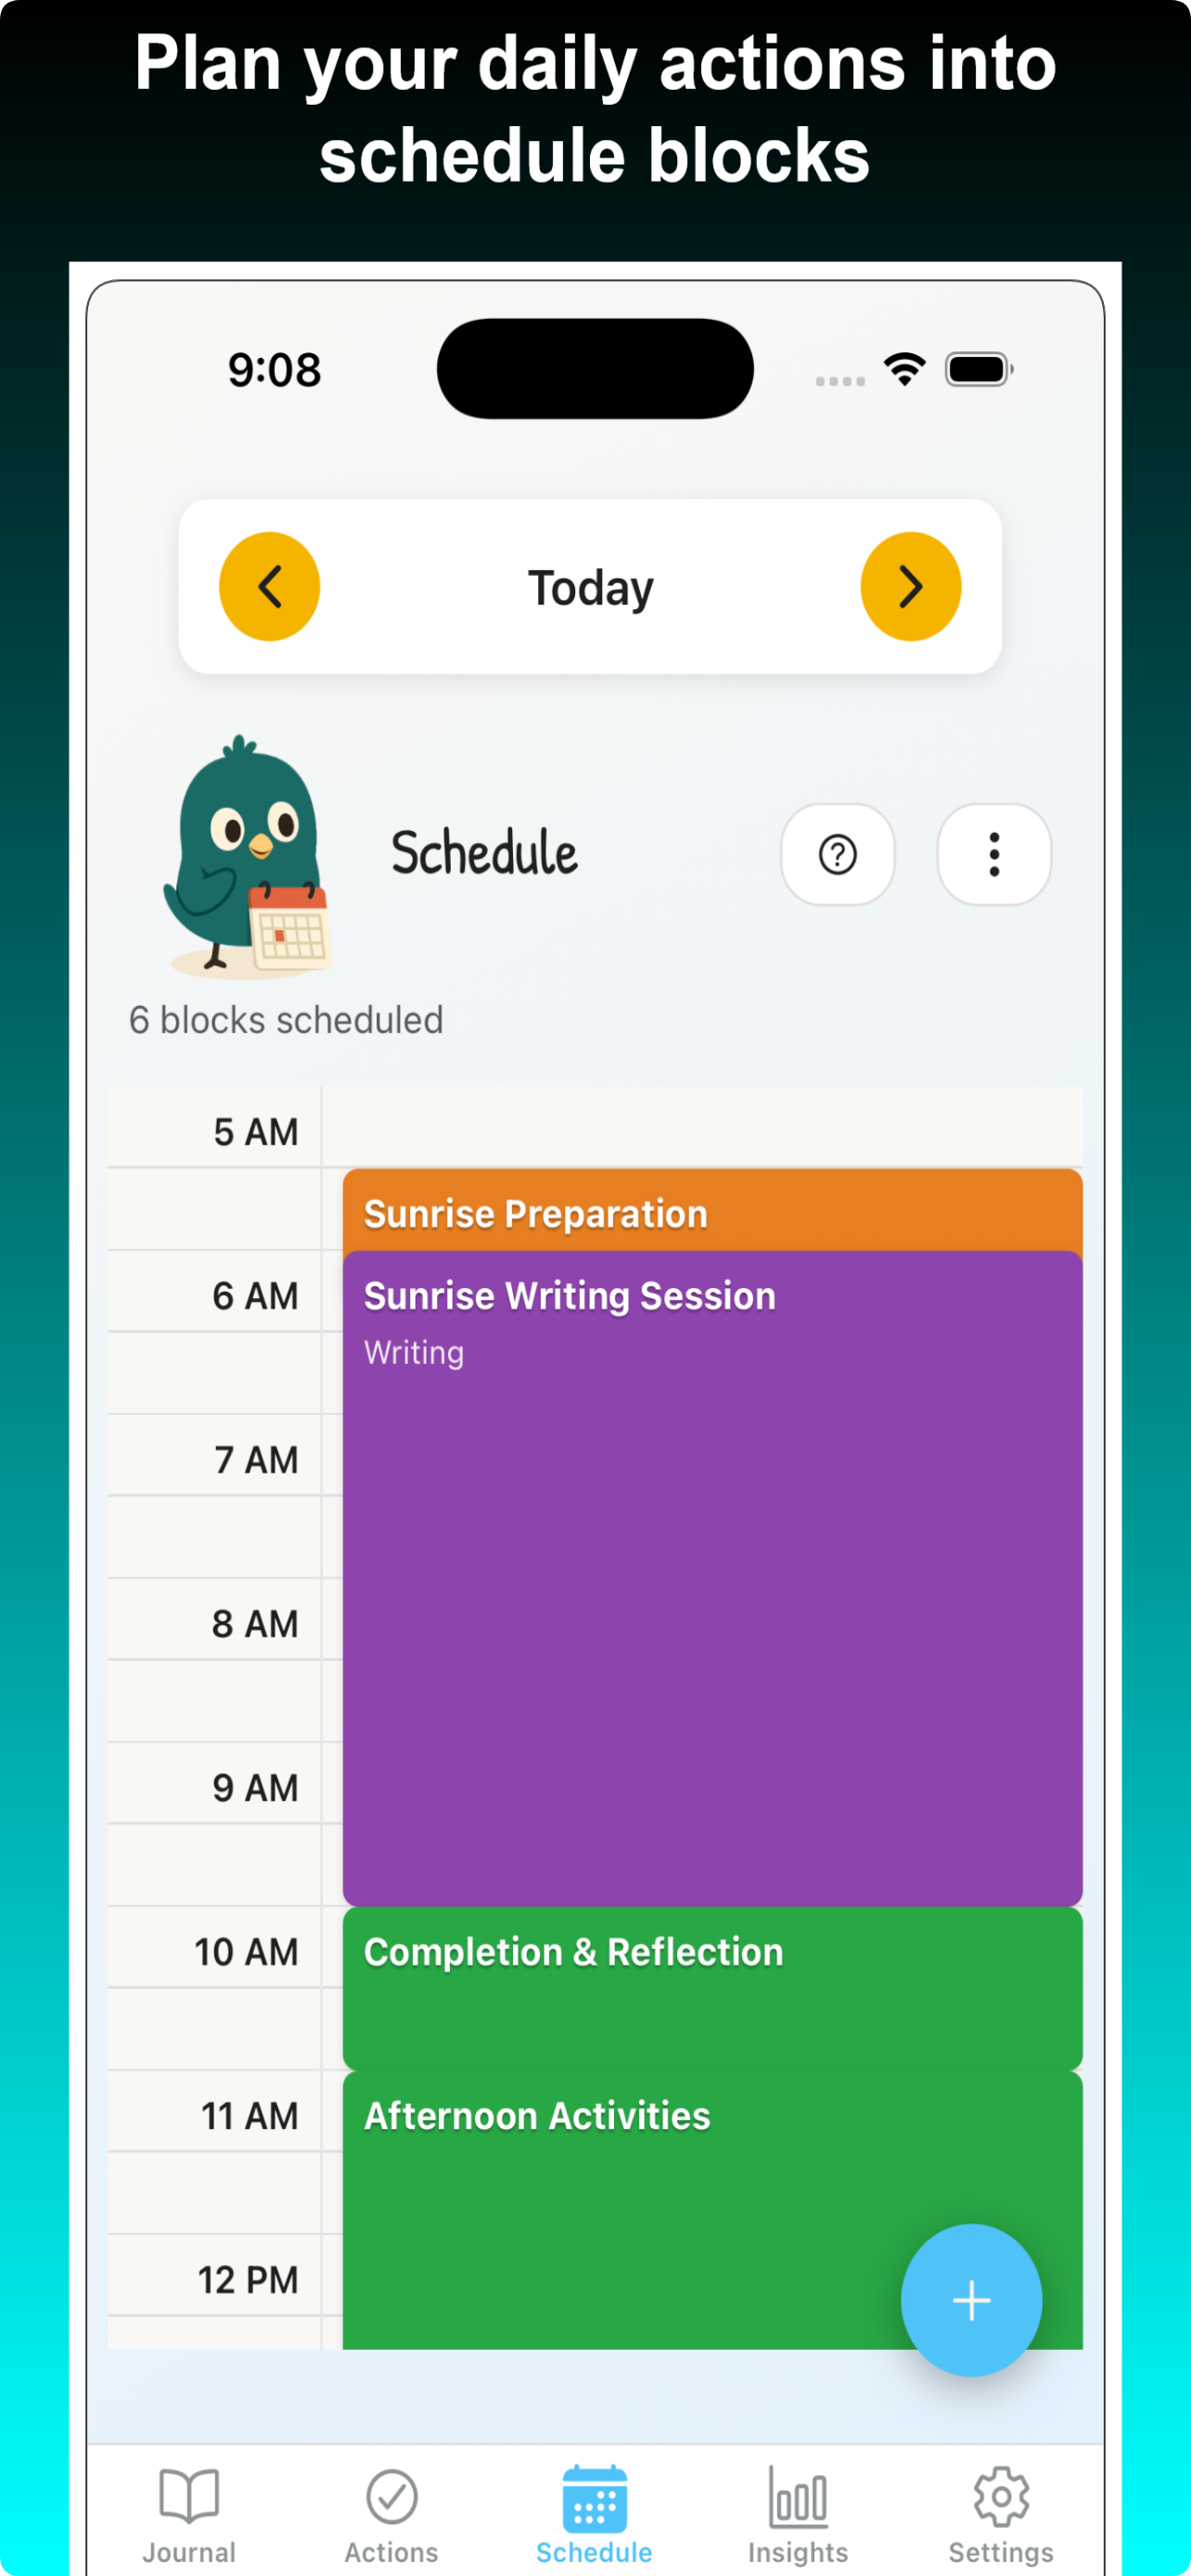 Plan your daily actions into
schedule blocks
9:08
Today
Schedule
6 blocks scheduled
5 AM
Sunrise Preparation
6 AM
Sunrise Writing Session
Writing
7 AM
8 AM
9 AM
10 AM
Completion & Reflection
11 AM
Afternoon Activities
12 PM
Journal
Actions
Schedule
Insights
Settings